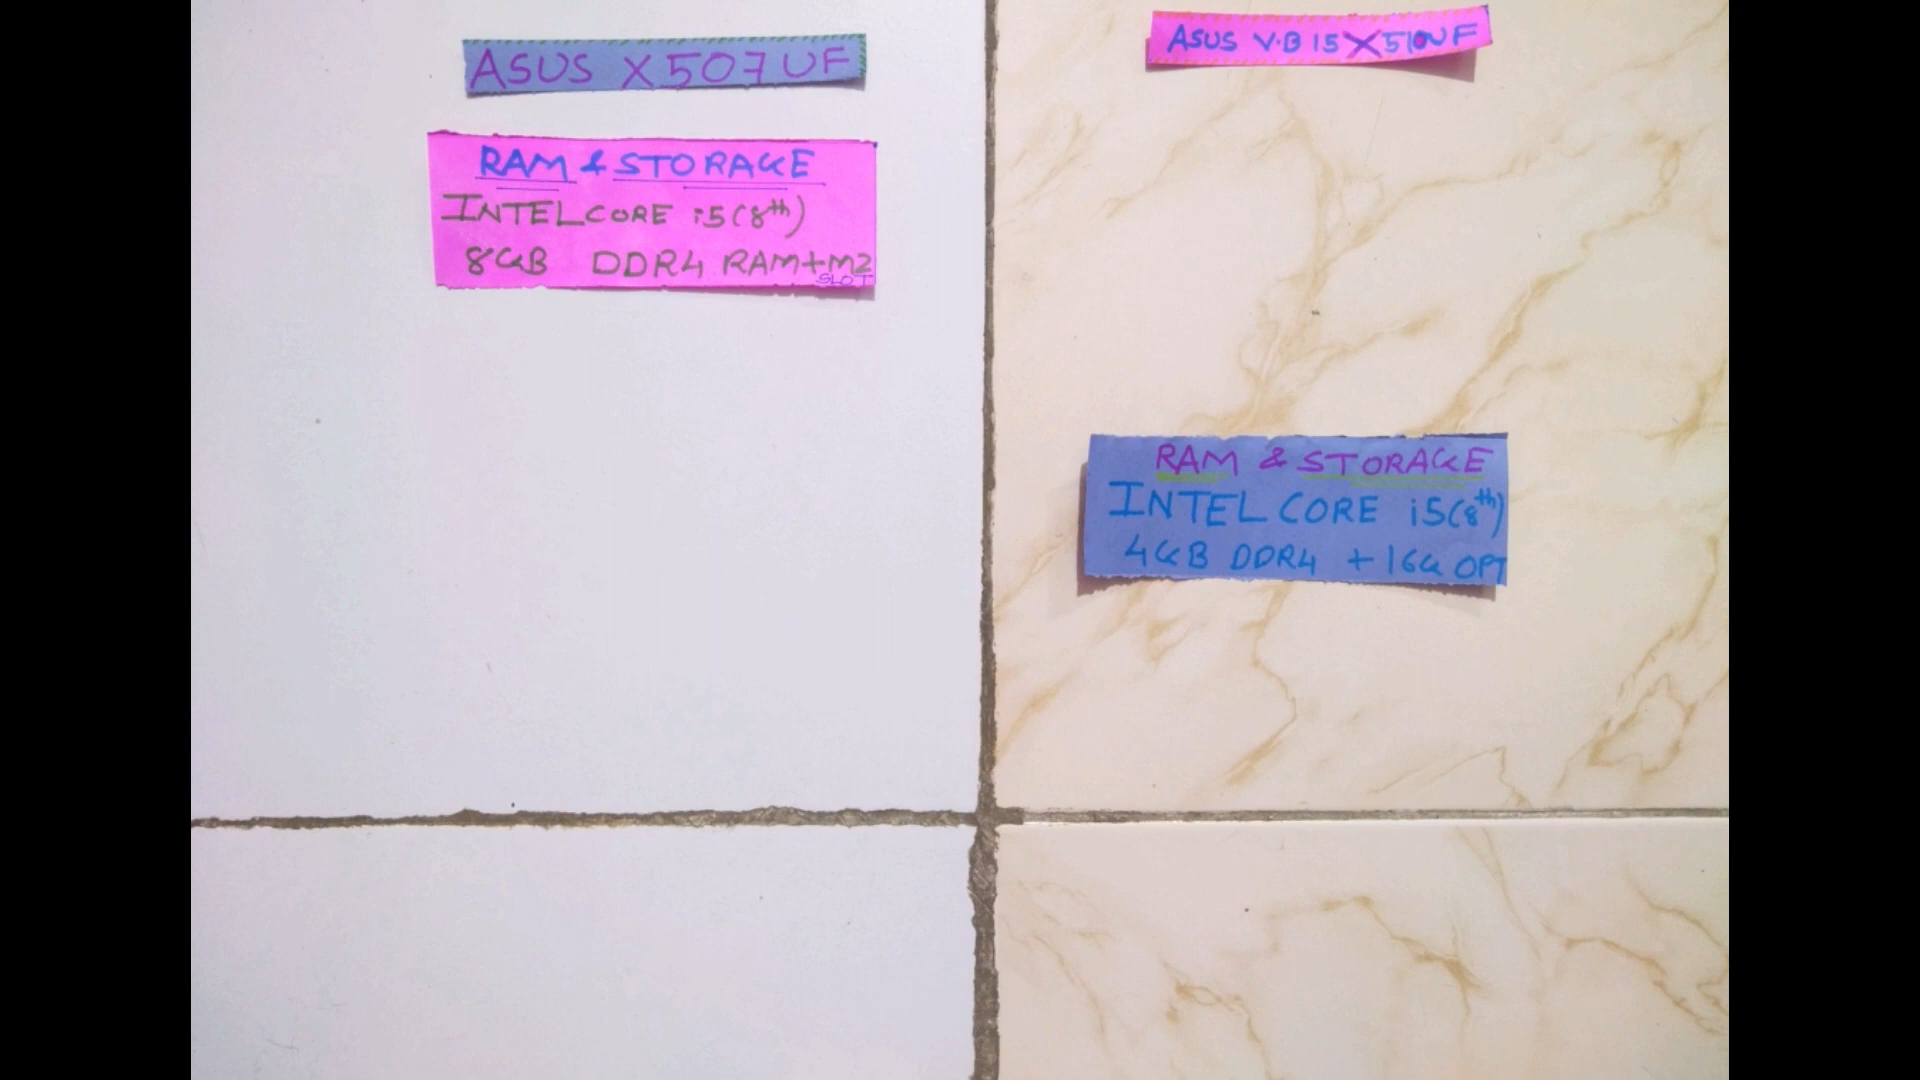 ASUS X507UF
RAM & STORAGE
INTEL CORE i5(8th)
8GB DDR4 RAM+M2
SLOT
ASUS V.B 15 X510UF
RAM & STORAGE
INTEL CORE i5(8th)
4GB DDR4 + 16G OPT